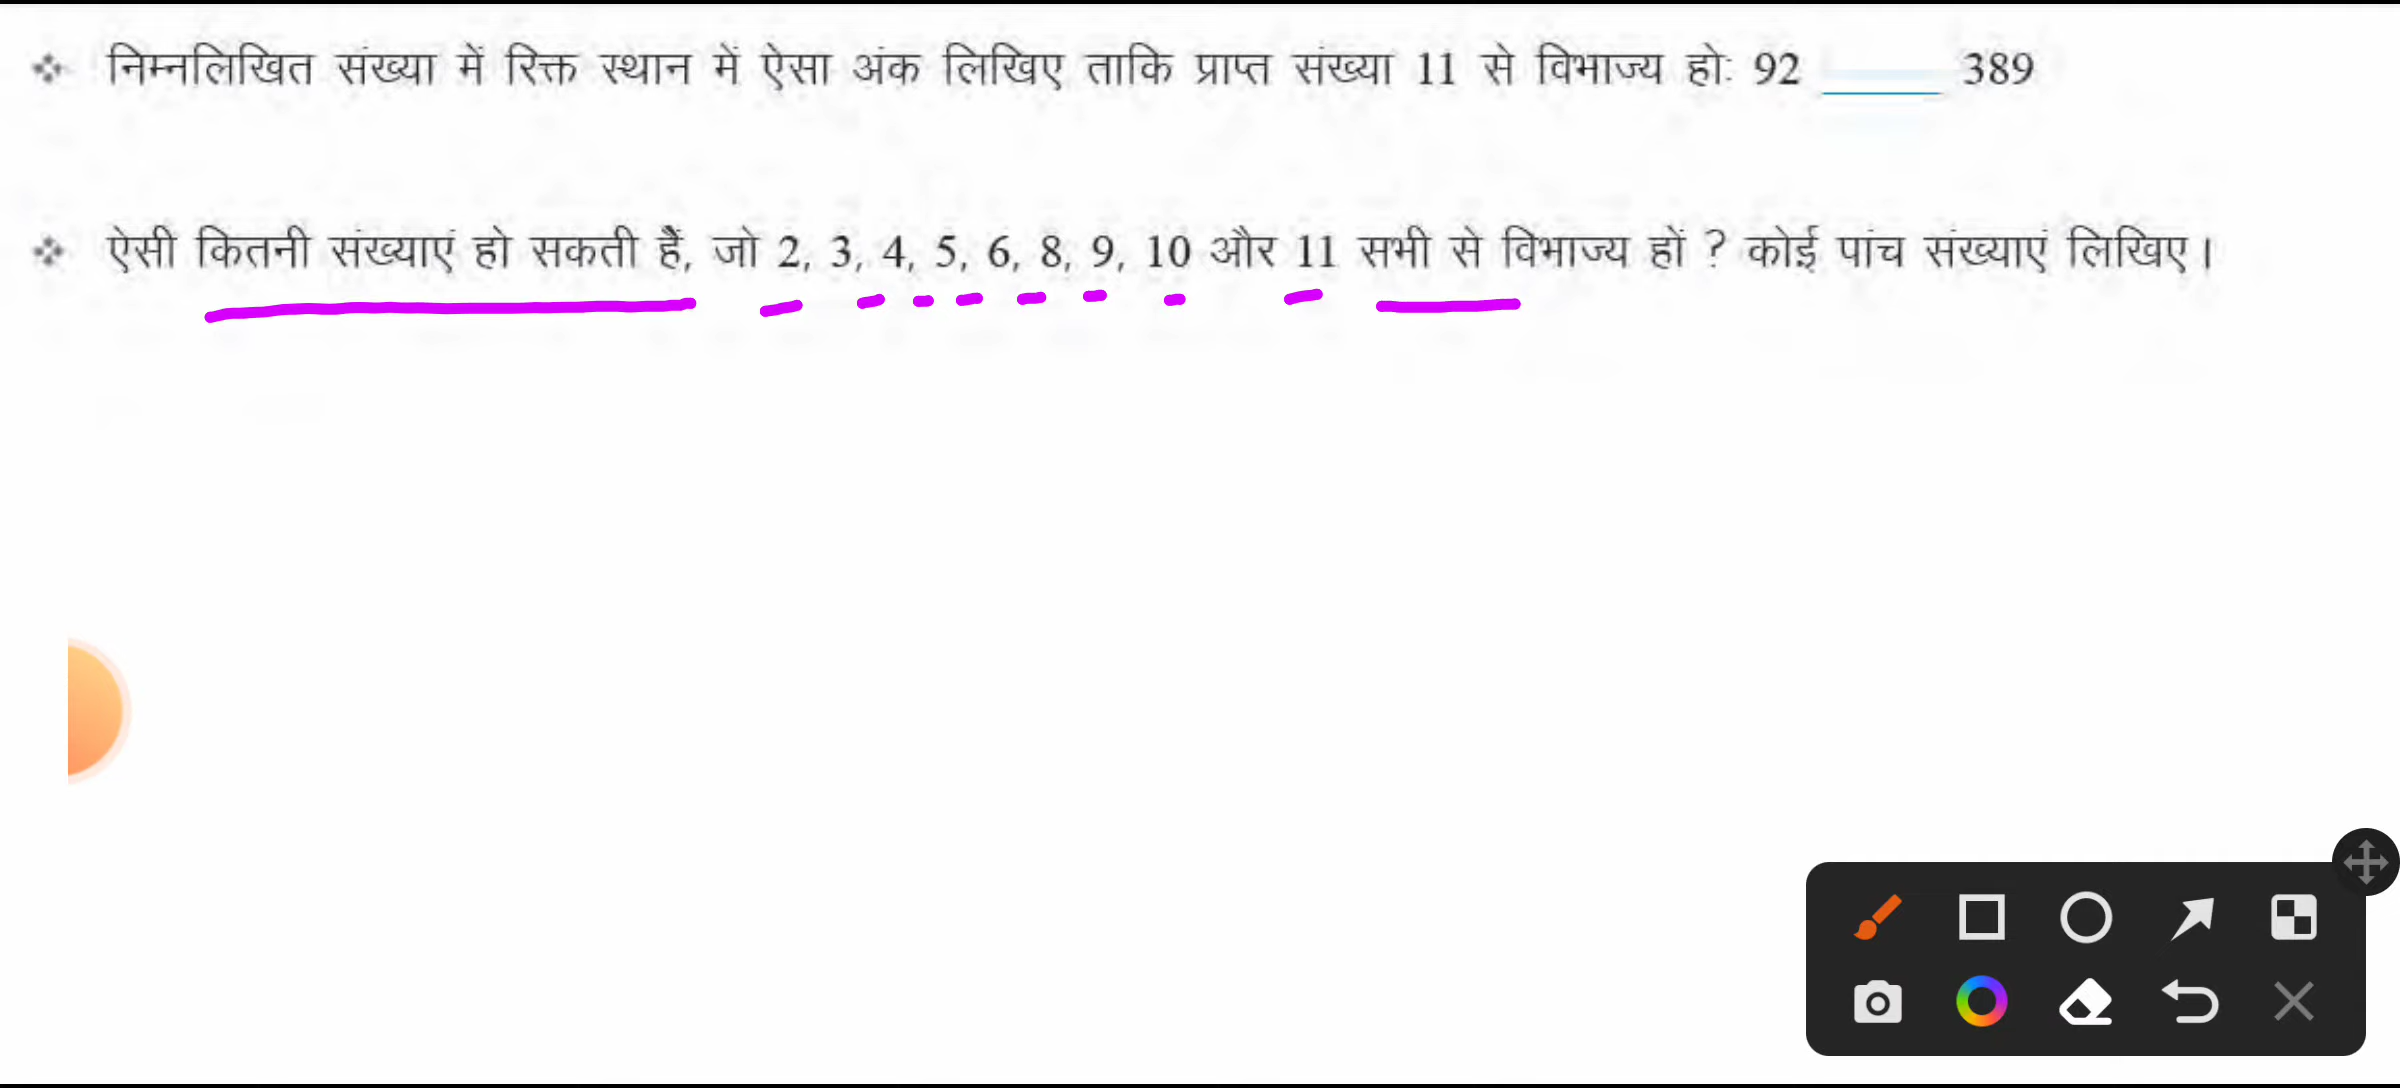 ❖ निम्नलिखित संख्या में रिक्त स्थान में ऐसा अंक लिखिए ताकि प्राप्त संख्या 11 से विभाज्य हो: 92 ____ 389
❖ ऐसी कितनी संख्याएं हो सकती हैं, जो 2, 3, 4, 5, 6, 8, 9, 10 और 11 सभी से विभाज्य हों ? कोई पांच संख्याएं लिखिए।